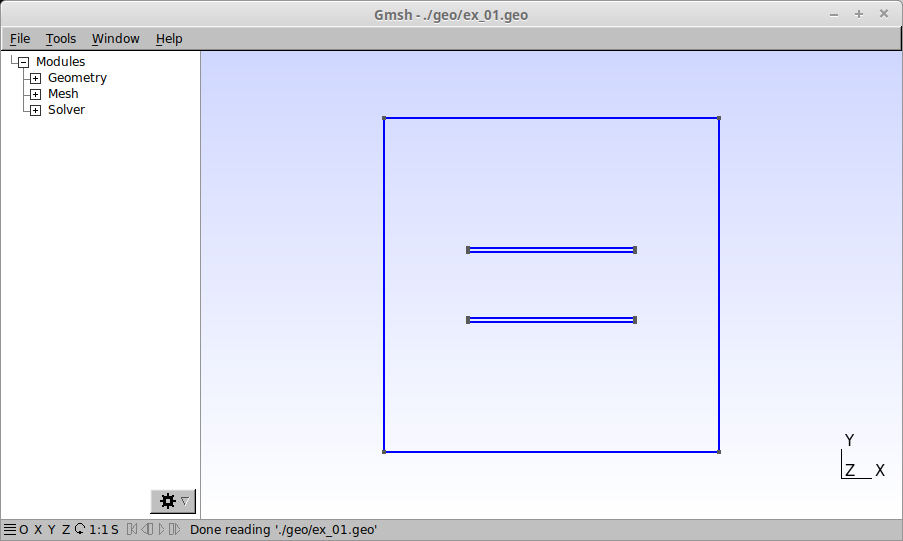 Gmsh - ./geo/ex_01.geo
File Tools Window Help
Modules
Geometry
Mesh
Solver
Y
Z X
O X Y Z 1:1 S Done reading './geo/ex_01.geo'